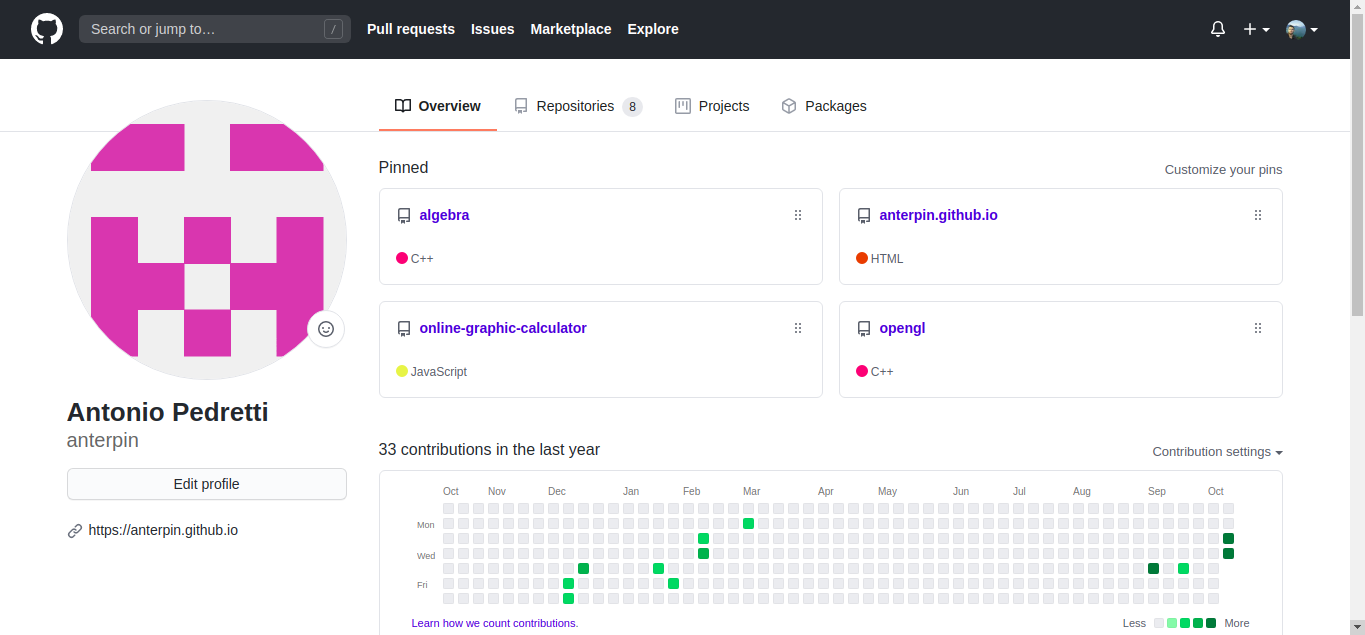 Search or jump to… /
Pull requests Issues Marketplace Explore
Overview Repositories 8 Projects Packages
Pinned Customize your pins
algebra
C++
anterpin.github.io
HTML
online-graphic-calculator
JavaScript
opengl
C++
Antonio Pedretti
anterpin
Edit profile
https://anterpin.github.io
33 contributions in the last year
Contribution settings
Oct Nov Dec Jan Feb Mar Apr May Jun Jul Aug Sep Oct
Mon
Wed
Fri
Learn how we count contributions.
Less More